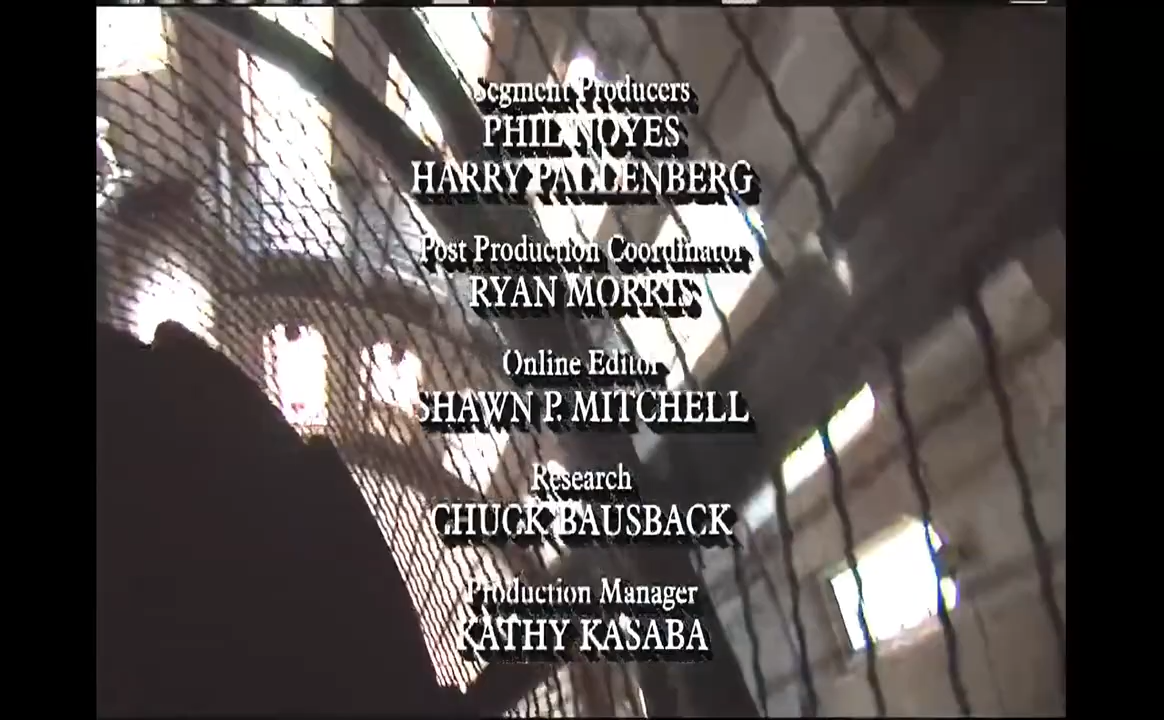 Segment Producers
PHIL NOYES
HARRY PALLENBERG
Post Production Coordinator
RYAN MORRIS
Online Editor
SHAWN P. MITCHELL
Research
CHUCK BAUSBACK
Production Manager
KATHY KASABA